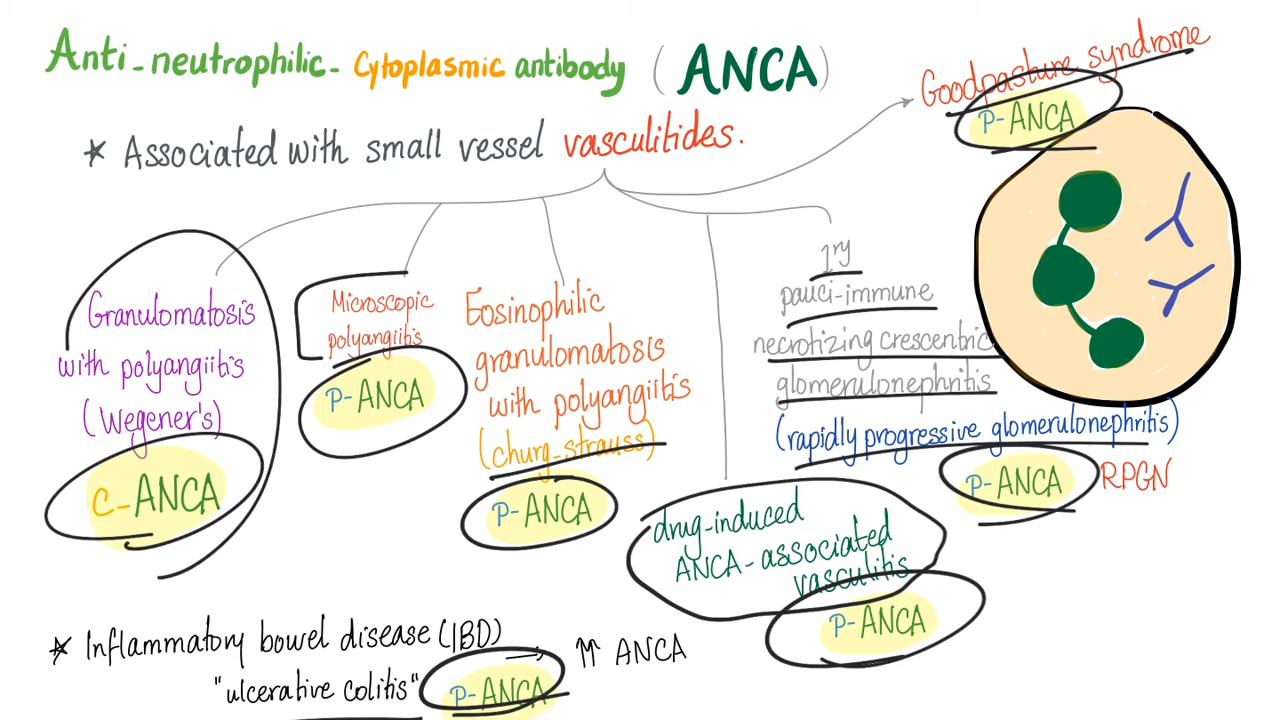 Anti-neutrophilic-Cytoplasmic antibody (ANCA)
Goodpasture syndrome
P-ANCA
* Associated with small vessel vasculitides.
Granulomatosis
with polyangiitis
(Wegener's)
C-ANCA
Microscopic
polyangiitis
P-ANCA
Eosinophilic
granulomatosis
with polyangiitis
(churg-strauss)
P-ANCA
drug-induced
ANCA-associated
vasculitis
P-ANCA
1ry
pauci-immune
necrotizing crescentric
glomerulonephritis
(rapidly progressive glomerulonephritis)
P-ANCA RPGN
* Inflammatory bowel disease (IBD) → ↑↑ ANCA
"ulcerative colitis" P-ANCA